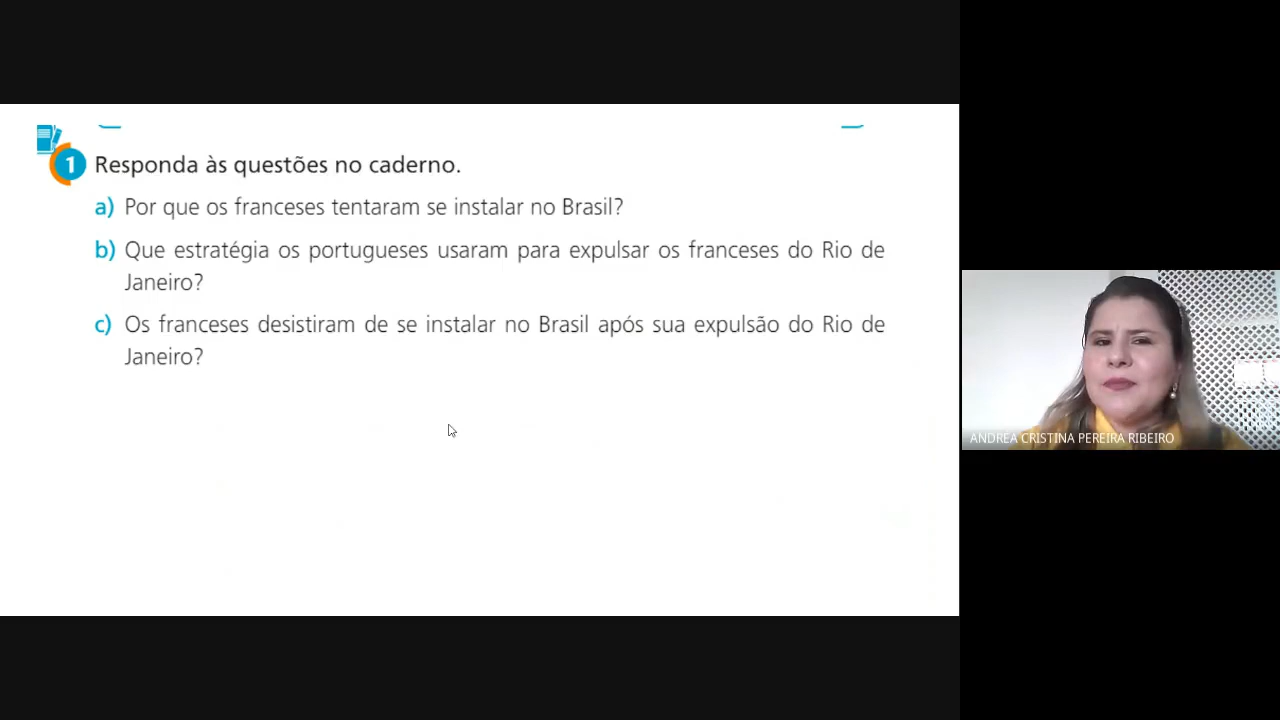 1 Responda às questões no caderno.
a) Por que os franceses tentaram se instalar no Brasil?
b) Que estratégia os portugueses usaram para expulsar os franceses do Rio de
Janeiro?
c) Os franceses desistiram de se instalar no Brasil após sua expulsão do Rio de
Janeiro?
ANDRÉA CRISTINA PEREIRA RIBEIRO